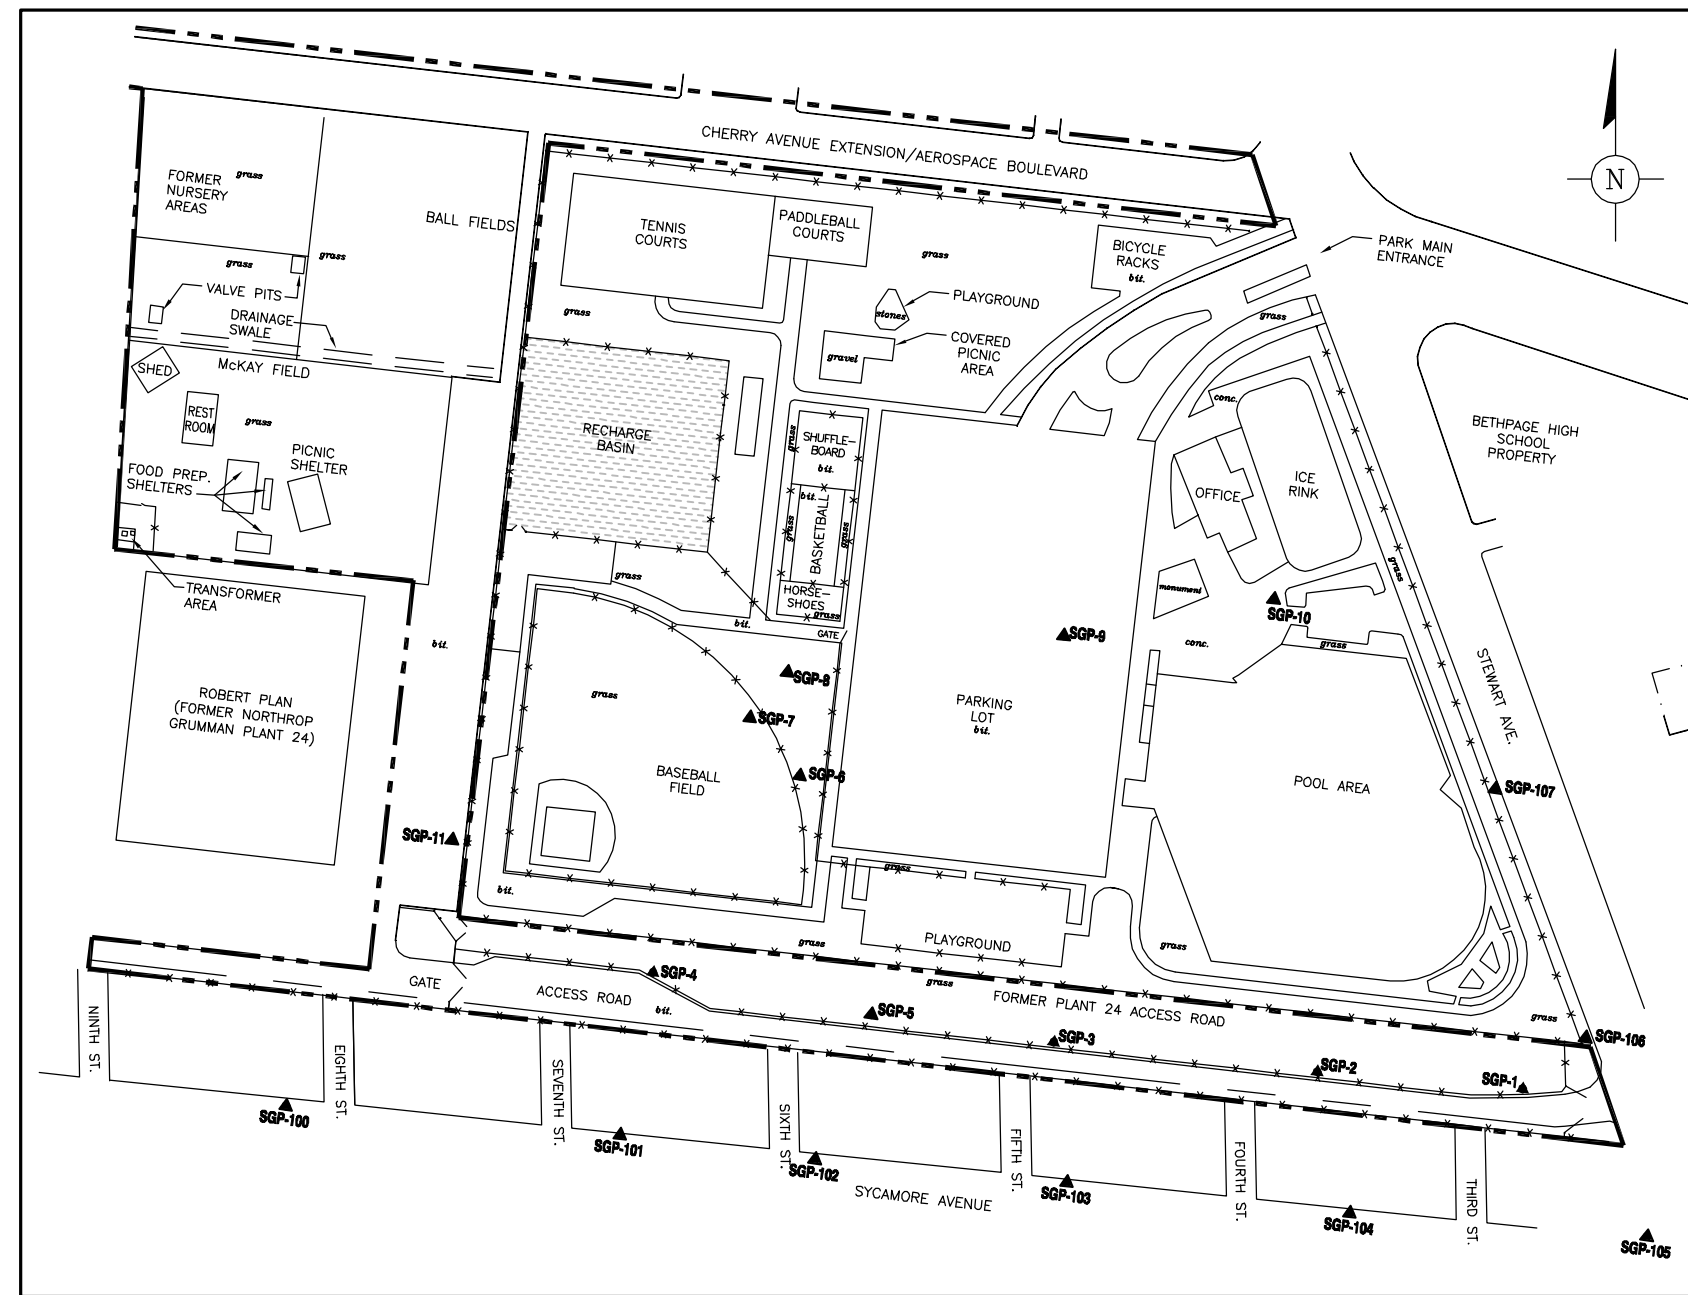 CHERRY AVENUE EXTENSION/AEROSPACE BOULEVARD
N
FORMER
NURSERY
AREAS
grass
BALL FIELDS
grass
grass
VALVE PITS
DRAINAGE
SWALE
McKAY FIELD
SHED
REST
ROOM
grass
PICNIC
SHELTER
FOOD PREP.
SHELTERS
TRANSFORMER
AREA
ROBERT PLAN
(FORMER NORTHROP
GRUMMAN PLANT 24)
bit.
TENNIS
COURTS
PADDLEBALL
COURTS
grass
grass
BICYCLE
RACKS
bit.
PARK MAIN
ENTRANCE
PLAYGROUND
stones
COVERED
PICNIC
AREA
gravel
grass
RECHARGE
BASIN
SHUFFLE-
BOARD
bit.
grass
bit.
BASKETBALL
grass
grass
HORSE-
SHOES
grass
GATE
grass
bit.
conc.
ICE
RINK
OFFICE
BETHPAGE HIGH
SCHOOL
PROPERTY
grass
monument
SGP-10
conc.
grass
SGP-9
SGP-8
SGP-7
SGP-6
grass
BASEBALL
FIELD
PARKING
LOT
bit.
POOL AREA
STEWART AVE.
SGP-107
SGP-11
bit.
grass
grass
PLAYGROUND
grass
grass
FORMER PLANT 24 ACCESS ROAD
grass
SGP-106
GATE
ACCESS ROAD
bit.
SGP-4
SGP-5
SGP-3
SGP-2
SGP-1
NINTH ST.
EIGHTH ST.
SEVENTH ST.
SIXTH ST.
FIFTH ST.
FOURTH ST.
THIRD ST.
SGP-100
SGP-101
SGP-102
SGP-103
SGP-104
SGP-105
SYCAMORE AVENUE